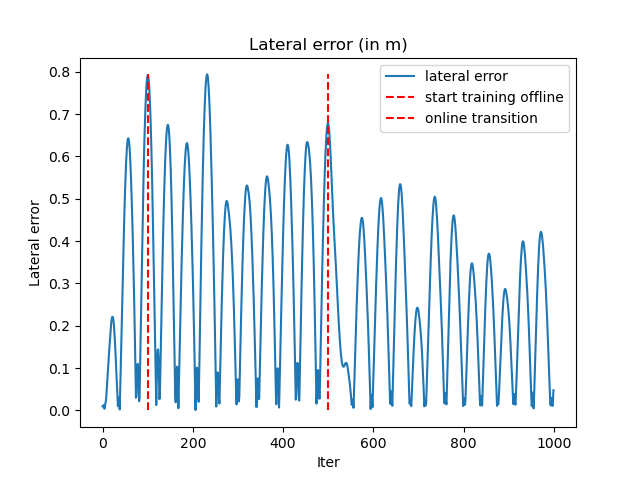 Lateral error (in m)
lateral error
start training offline
online transition
Lateral error
0.8
0.7
0.6
0.5
0.4
0.3
0.2
0.1
0.0
0 200 400 600 800 1000
Iter